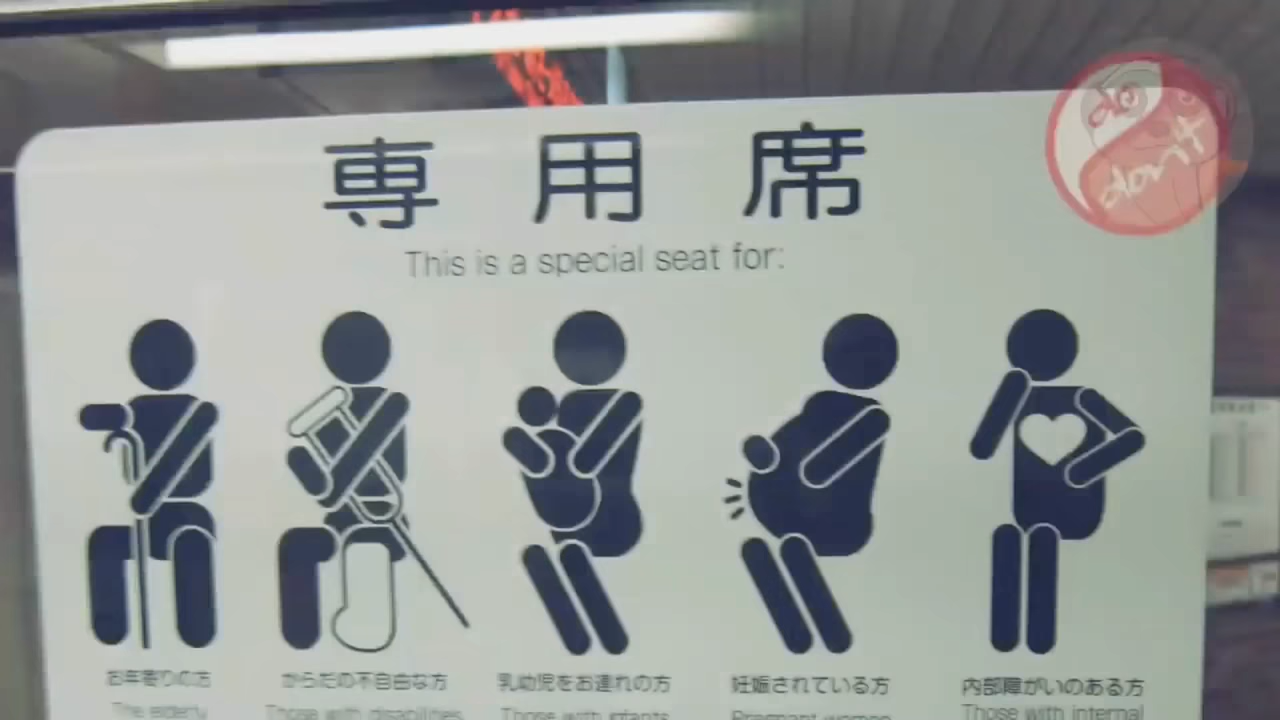 専用席
This is a special seat for:
お年寄りの方
からだの不自由な方
乳幼児をお連れの方
妊娠されている方
内部障がいのある方
The elderly
Those with disabilities
Those with infants
Pregnant women
Those with internal
do
don't